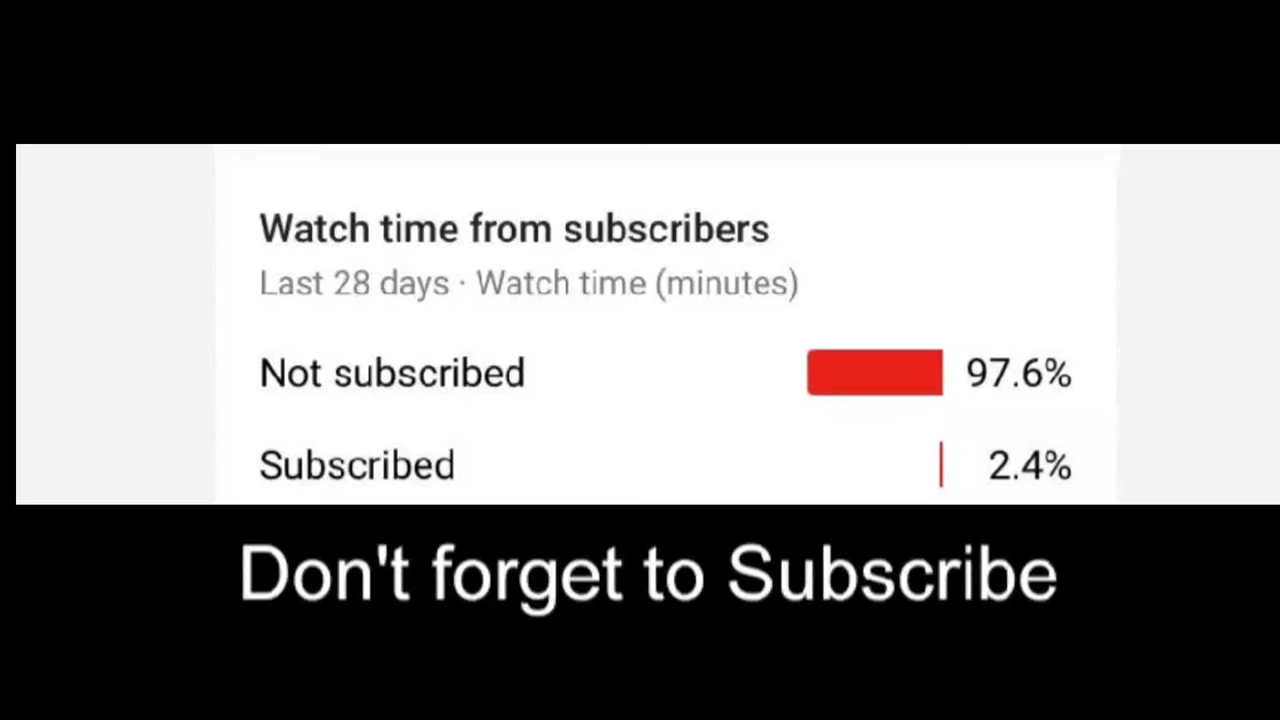 Watch time from subscribers
Last 28 days · Watch time (minutes)
Not subscribed 97.6%
Subscribed 2.4%
Don't forget to Subscribe